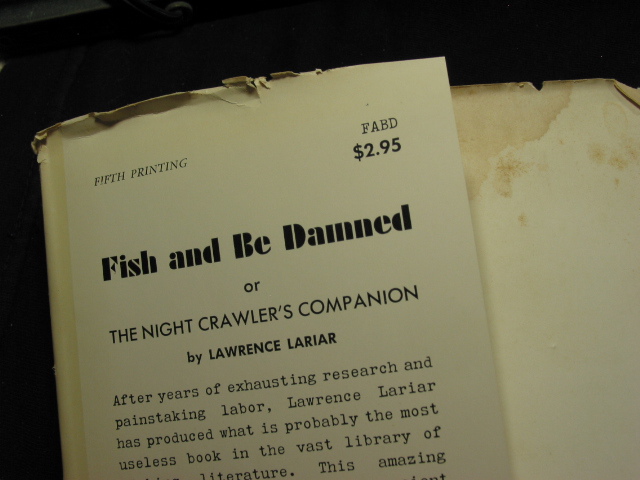 FIFTH PRINTING
FABD
$2.95
Fish and Be Damned
or
THE NIGHT CRAWLER'S COMPANION
by LAWRENCE LARIAR
After years of exhausting research and
painstaking labor, Lawrence Lariar
has produced what is probably the most
useless book in the vast library of
literature. This amazing